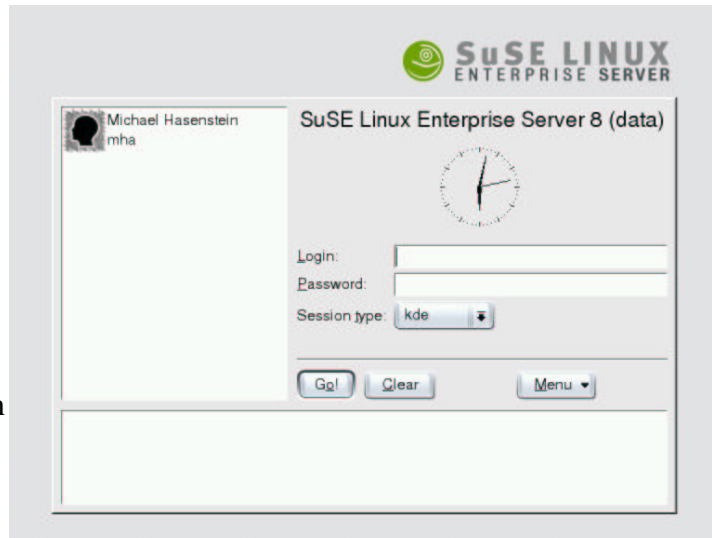 SuSE LINUX
ENTERPRISE SERVER
Michael Hasenstein
mha
SuSE Linux Enterprise Server 8 (data)
Login:
Password:
Session type: kde
Go! Clear Menu
n